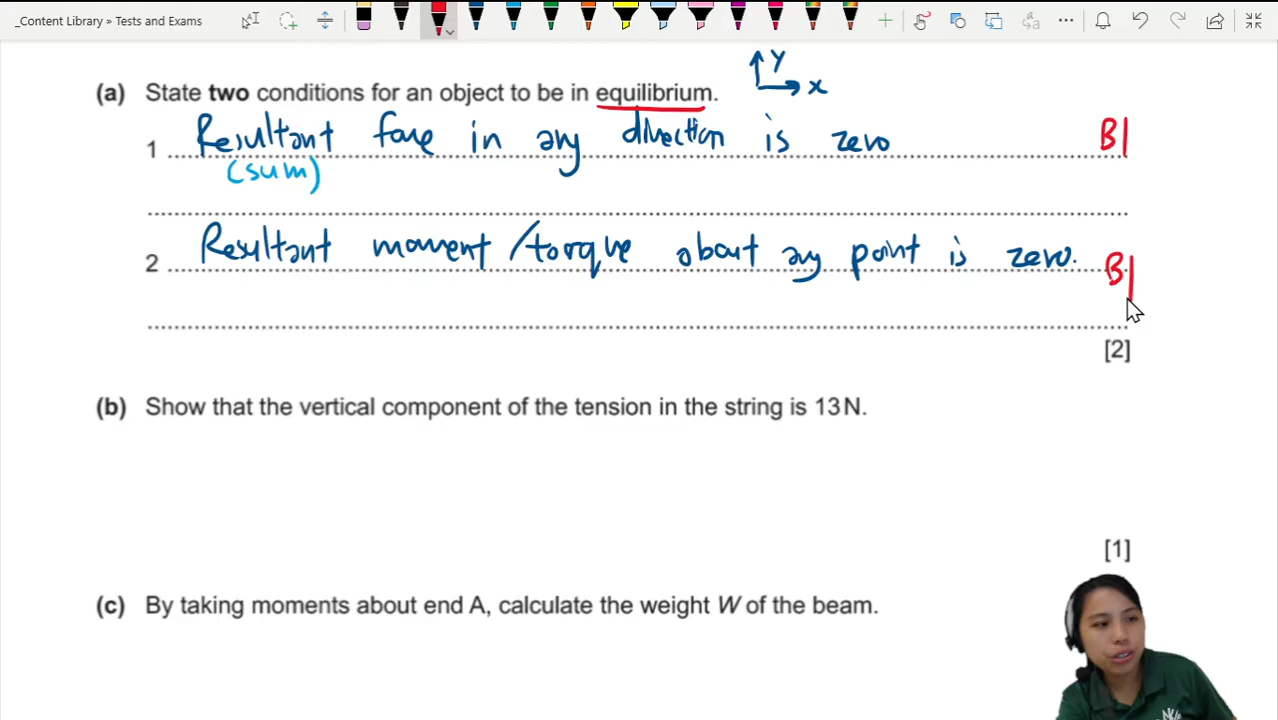 _Content Library » Tests and Exams
Y
(a) State two conditions for an object to be in equilibrium. x
1 Resultant force in any direction is zero B1
(sum)
2 Resultant moment/torque about any point is zero. B1
[2]
(b) Show that the vertical component of the tension in the string is 13 N.
[1]
(c) By taking moments about end A, calculate the weight W of the beam.